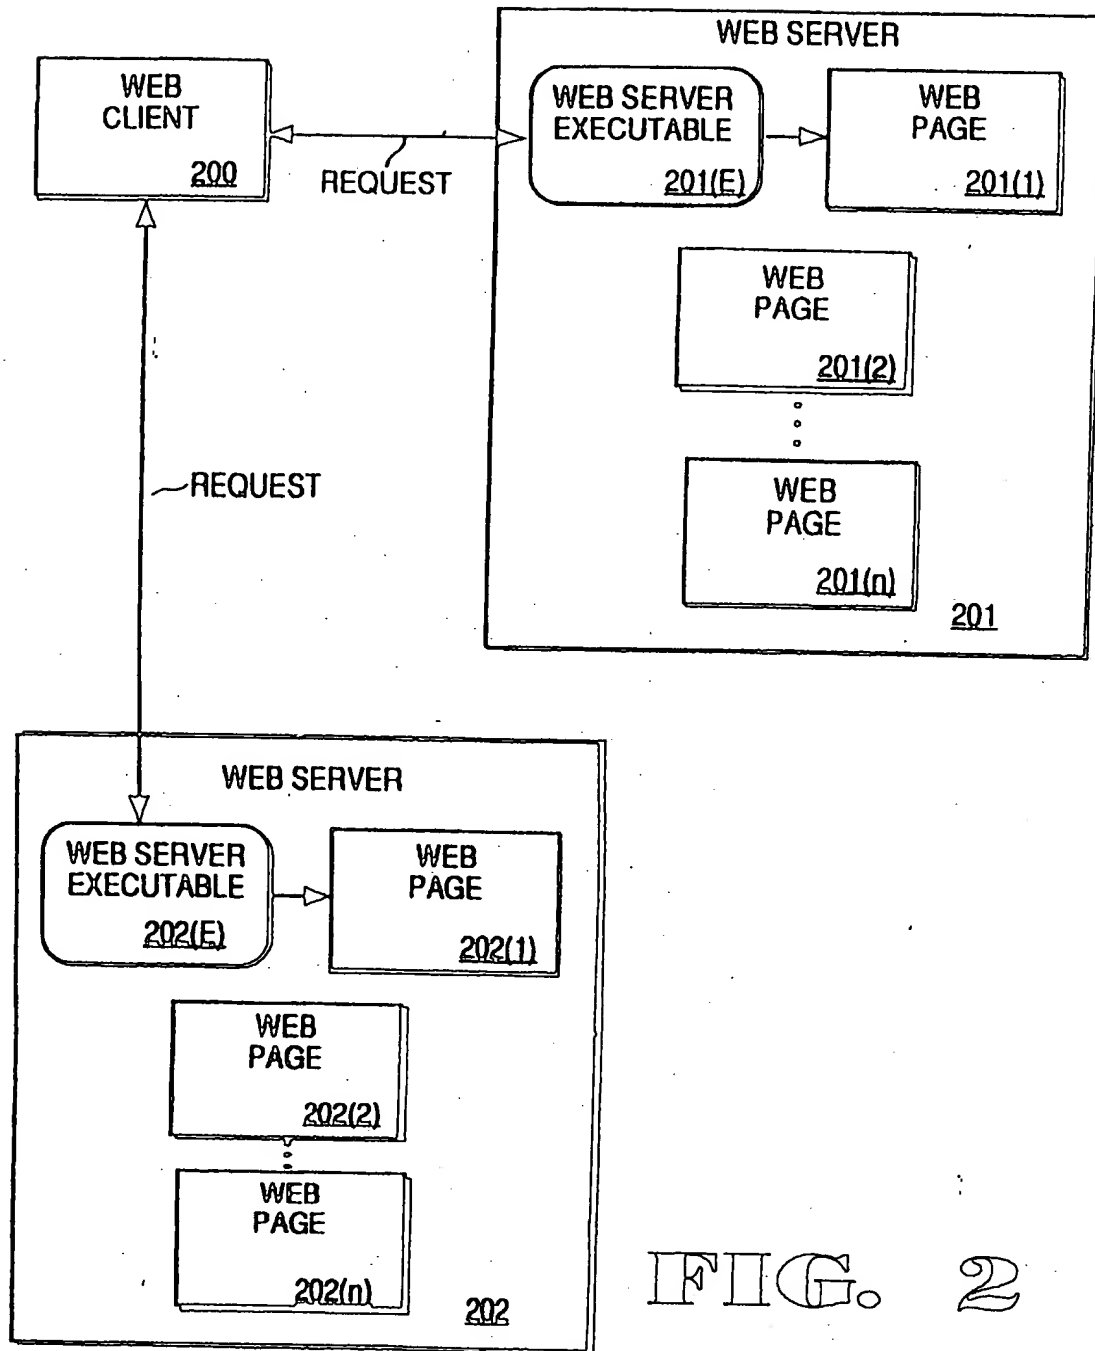 WEB
CLIENT
200
REQUEST
WEB SERVER
WEB SERVER
EXECUTABLE
201(E)
WEB
PAGE
201(1)
WEB
PAGE
201(2)
WEB
PAGE
201(n)
201
REQUEST
WEB SERVER
WEB SERVER
EXECUTABLE
202(E)
WEB
PAGE
202(1)
WEB
PAGE
202(2)
WEB
PAGE
202(n)
202
FIG. 2